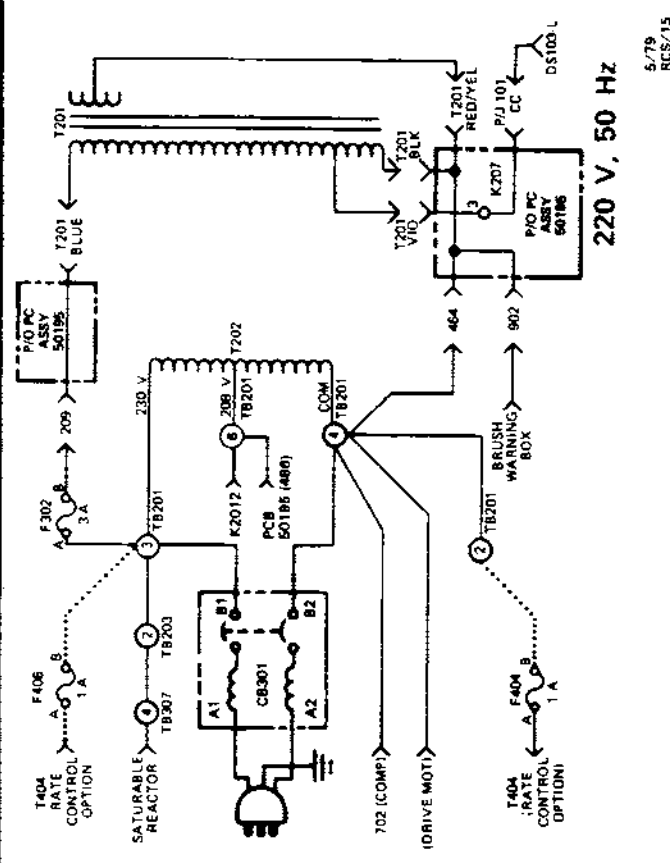 T201
T201
BLUE
P/O PC
ASSY
50186
209
F302
B
A
3 A
T201
RED/YEL
P/J 101
CC
DS103-L
T201
BLK
T201
VIO
K207
3
P/O PC
ASSY
50186
220 V, 50 Hz
5/79
RCS/15
464
902
BRUSH
WARNING
BOX
T202
230 V
208 V
TB201
COM
TB201
6
4
K2012
PCB
50186 (486)
3
TB201
2
TB201
2
TB203
4
TB307
SATURABLE
REACTOR
F406
B
A
1 A
T404
RATE
CONTROL
OPTION
A1
B1
CB301
A2
B2
702 (COMP)
(DRIVE MOT)
F404
B
A
1 A
T404
(RATE
CONTROL
OPTION)